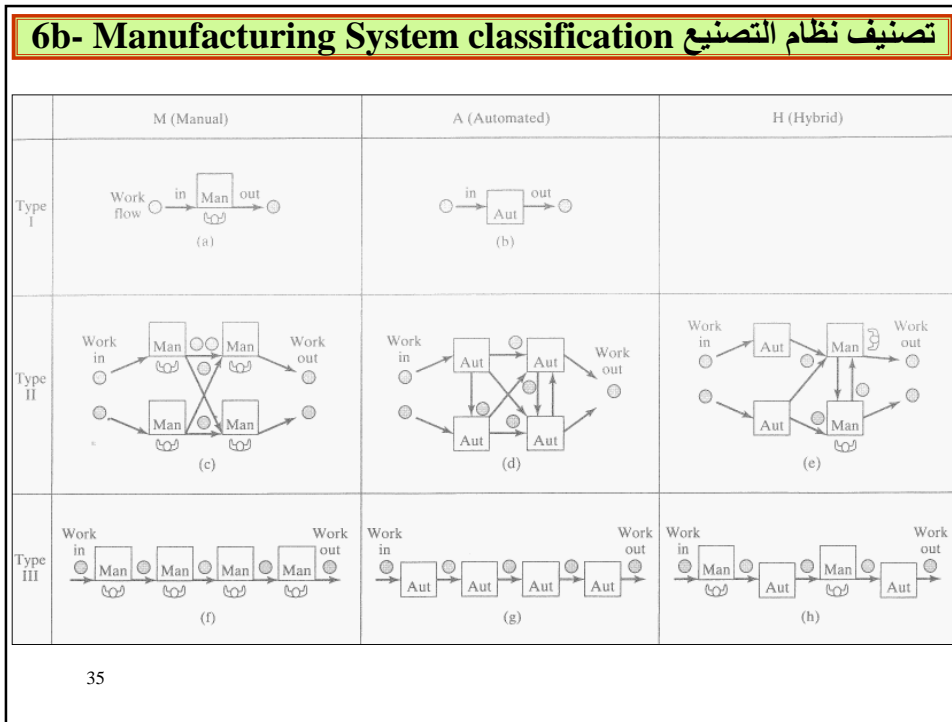 6b- Manufacturing System classification تصنيف نظام التصنيع
M (Manual) A (Automated) H (Hybrid)
Type I
Work flow in Man out
(a)
in Aut out
(b)
Type II
Work in Man Man Work out
Man Man
(c)
Work in Aut Aut Work out
Aut Aut
(d)
Work in Aut Man Work out
Aut Man
(e)
Type III
Work in Man Man Man Man Work out
(f)
Work in Aut Aut Aut Aut Work out
(g)
Work in Man Aut Man Aut Work out
(h)
35